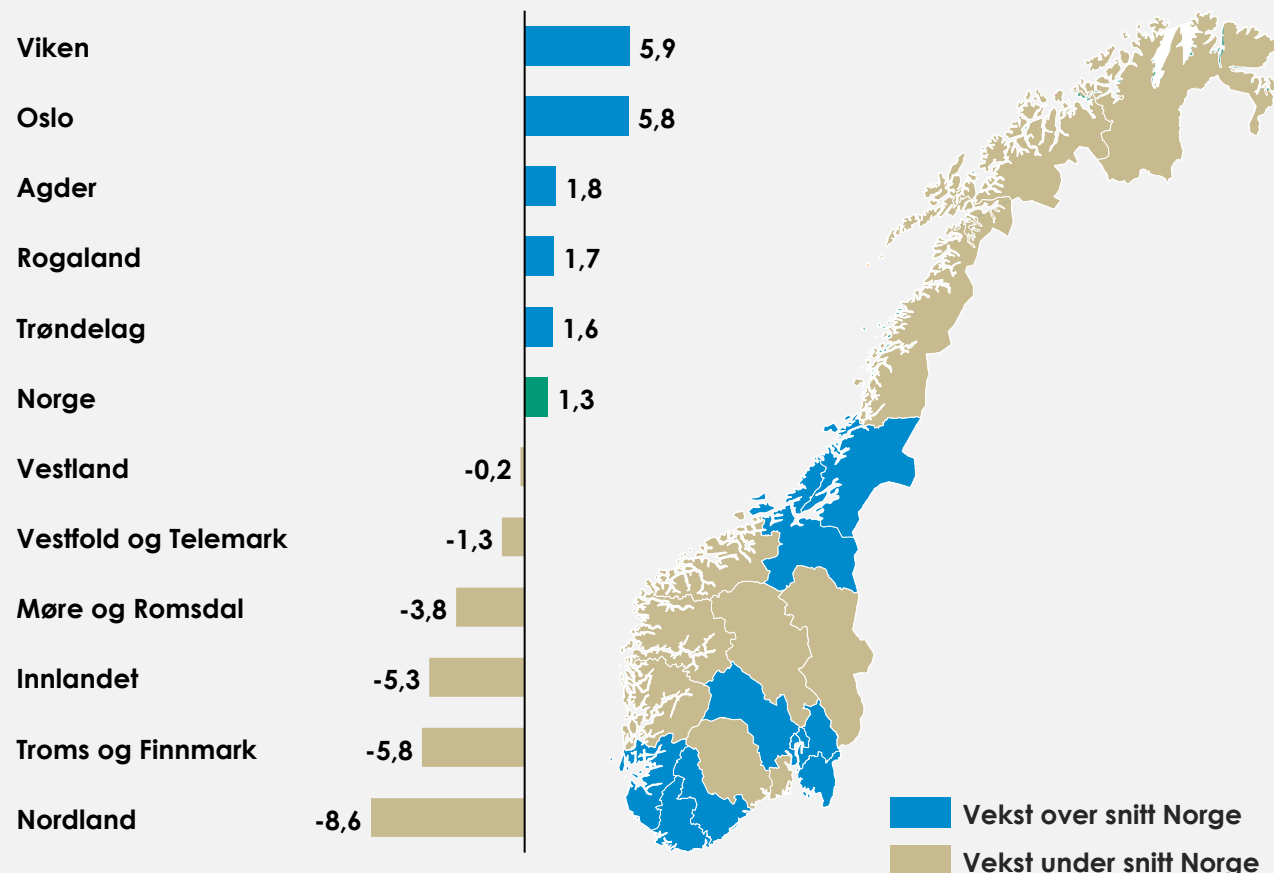 Viken 5,9
Oslo 5,8
Agder 1,8
Rogaland 1,7
Trøndelag 1,6
Norge 1,3
Vestland -0,2
Vestfold og Telemark -1,3
Møre og Romsdal -3,8
Innlandet -5,3
Troms og Finnmark -5,8
Nordland -8,6
Vekst over snitt Norge
Vekst under snitt Norge